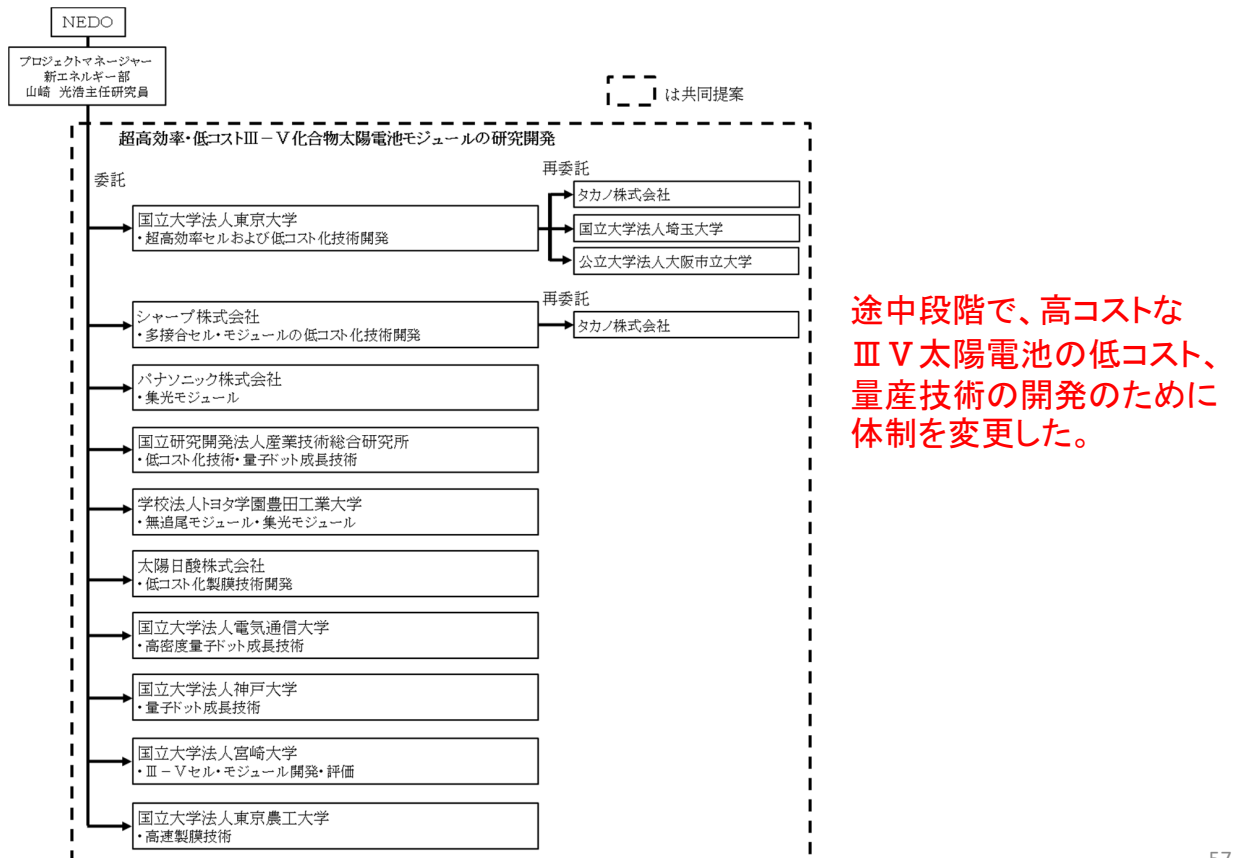 NEDO
プロジェクトマネージャー
新エネルギー部
山崎 光浩主任研究員
は共同提案
超高効率・低コストⅢ－Ⅴ化合物太陽電池モジュールの研究開発
委託
国立大学法人東京大学
・超高効率セルおよび低コスト化技術開発
再委託
タカノ株式会社
国立大学法人埼玉大学
公立大学法人大阪市立大学
シャープ株式会社
・多接合セル・モジュールの低コスト化技術開発
再委託
タカノ株式会社
パナソニック株式会社
・集光モジュール
国立研究開発法人産業技術総合研究所
・低コスト化技術・量子ドット成長技術
学校法人トヨタ学園豊田工業大学
・無追尾モジュール・集光モジュール
太陽日酸株式会社
・低コスト化製膜技術開発
国立大学法人電気通信大学
・高密度量子ドット成長技術
国立大学法人神戸大学
・量子ドット成長技術
国立大学法人宮崎大学
・Ⅲ－Ⅴセル・モジュール開発・評価
国立大学法人東京農工大学
・高速製膜技術
途中段階で、高コストな
ⅢⅤ太陽電池の低コスト、
量産技術の開発のために
体制を変更した。
57